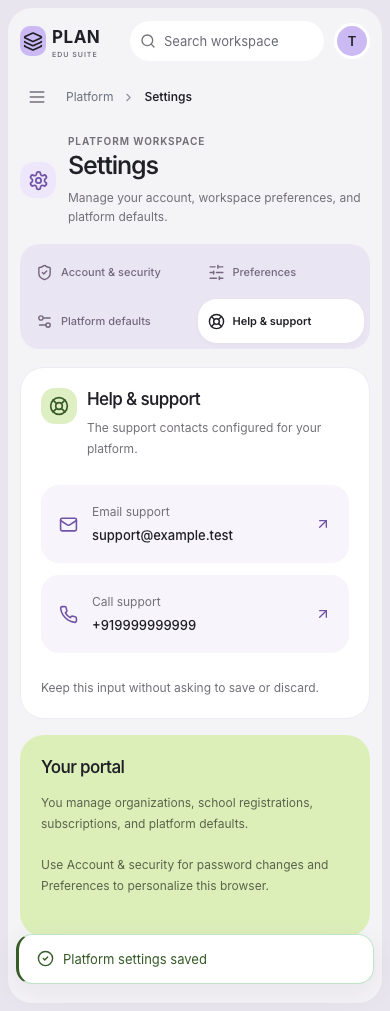 PLAN
EDU SUITE
Search workspace
T
Platform > Settings
PLATFORM WORKSPACE
Settings
Manage your account, workspace preferences, and
platform defaults.
Account & security
Preferences
Platform defaults
Help & support
Help & support
The support contacts configured for your
platform.
Email support
support@example.test
Call support
+919999999999
Keep this input without asking to save or discard.
Your portal
You manage organizations, school registrations,
subscriptions, and platform defaults.
Use Account & security for password changes and
Preferences to personalize this browser.
Platform settings saved